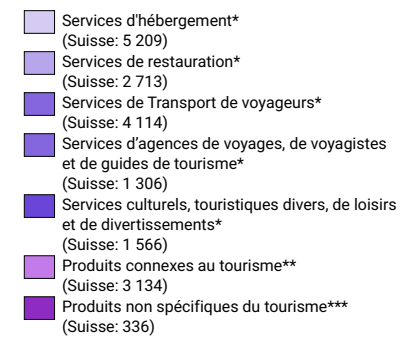 Services d'hébergement*
(Suisse: 5 209)
Services de restauration*
(Suisse: 2 713)
Services de Transport de voyageurs*
(Suisse: 4 114)
Services d’agences de voyages, de voyagistes
et de guides de tourisme*
(Suisse: 1 306)
Services culturels, touristiques divers, de loisirs
et de divertissements*
(Suisse: 1 566)
Produits connexes au tourisme**
(Suisse: 3 134)
Produits non spécifiques du tourisme***
(Suisse: 336)